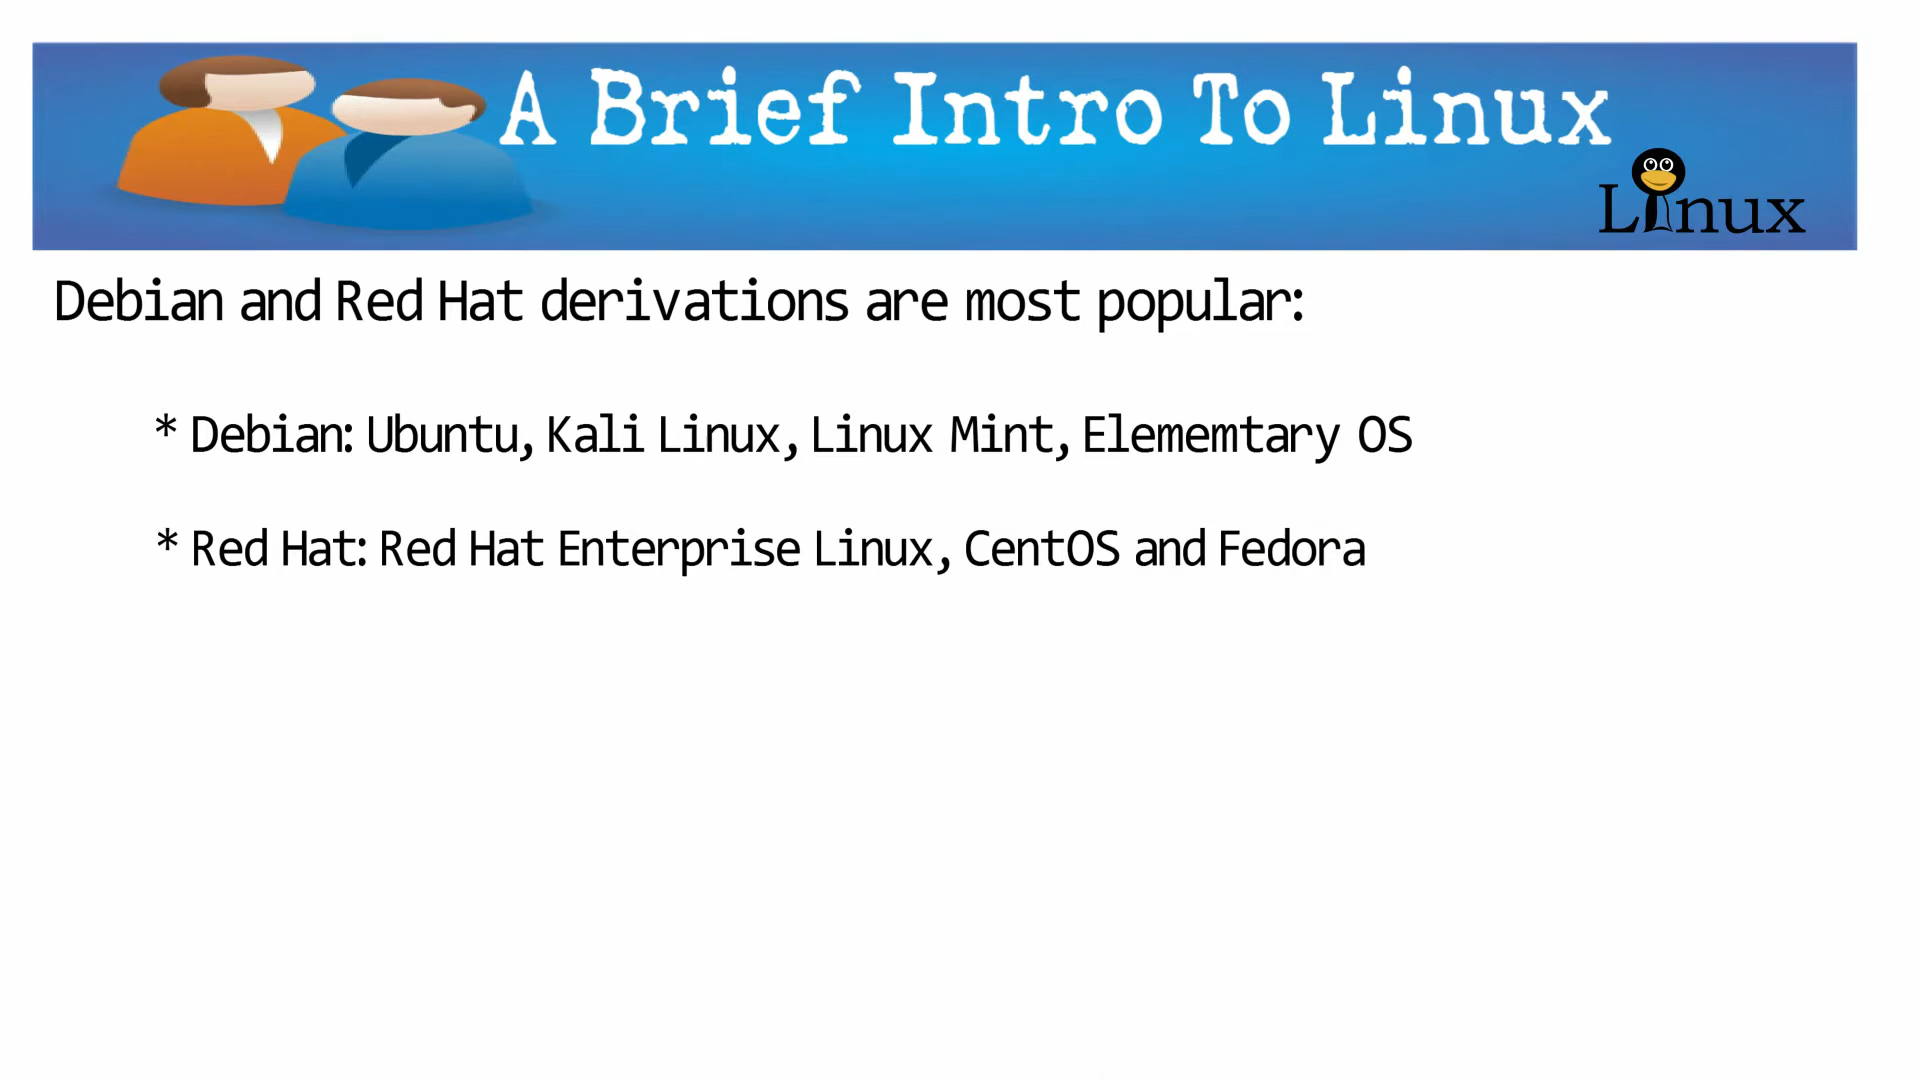 A Brief Intro To Linux
Linux
Debian and Red Hat derivations are most popular:
* Debian: Ubuntu, Kali Linux, Linux Mint, Elememtary OS
* Red Hat: Red Hat Enterprise Linux, CentOS and Fedora